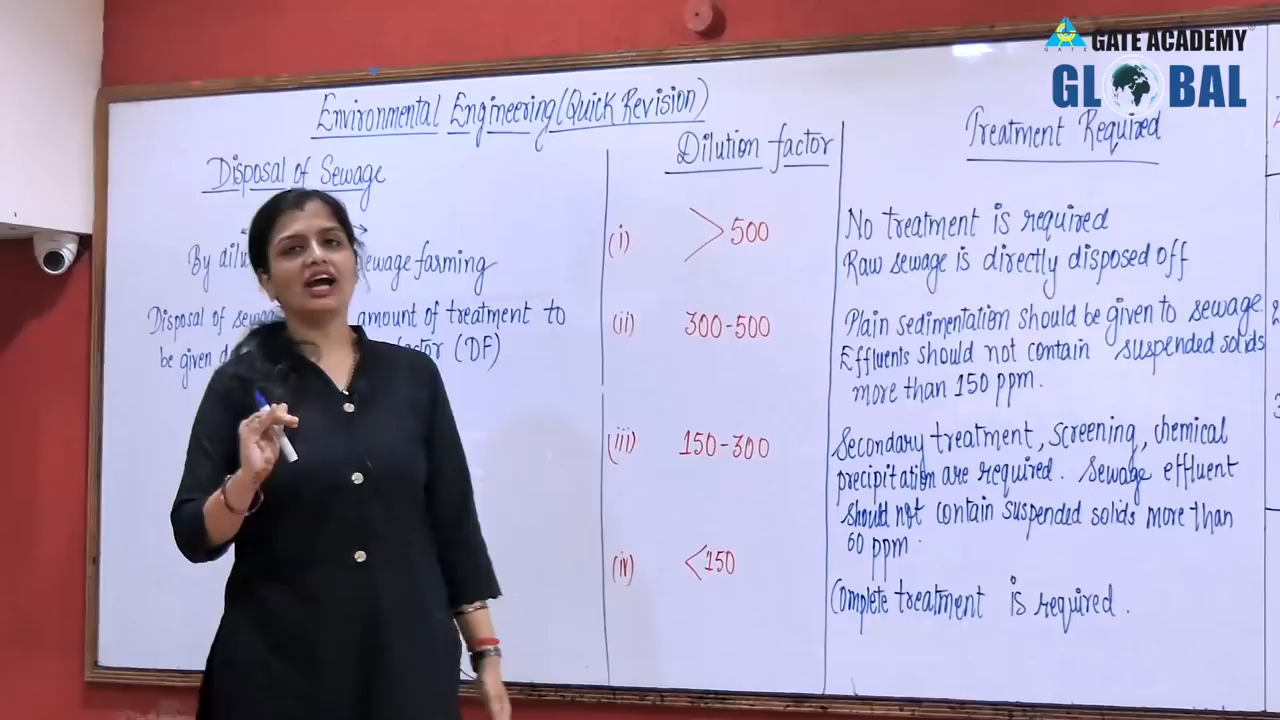 GATE ACADEMY
GATE
GLOBAL
Environmental Engineering (Quick Revision)
Disposal of Sewage
By
farming
Disposal of amount of treatment to
be given (DF)
Dilution factor
Treatment Required
(i) >500 No treatment is required
Raw sewage is directly disposed off
(ii) 300-500 Plain sedimentation should be given to sewage.
Effluents should not contain suspended solids
more than 150 ppm.
(iii) 150-300 Secondary treatment, screening, chemical
precipitation are required. Sewage effluent
should not contain suspended solids more than
60 ppm.
(iv) <150
Complete treatment is required.